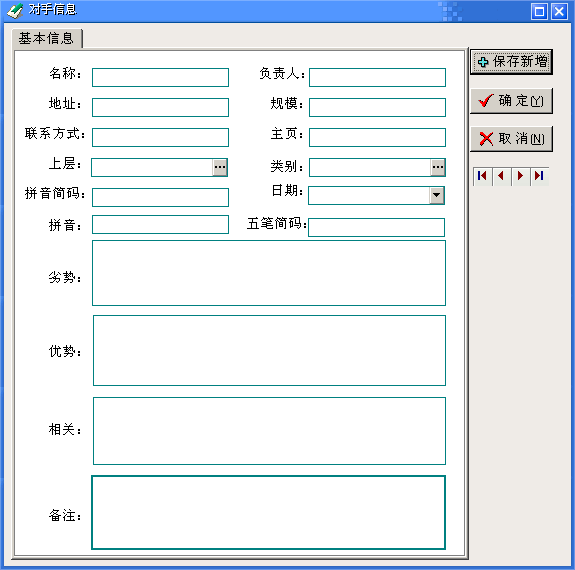 对手信息
基本信息
名称： 负责人：
地址： 规模：
联系方式： 主页：
上层： ... 类别： ...
拼音简码： 日期：
拼音： 五笔简码：
劣势：
优势：
相关：
备注：
保存新增
确 定(Y)
取 消(N)